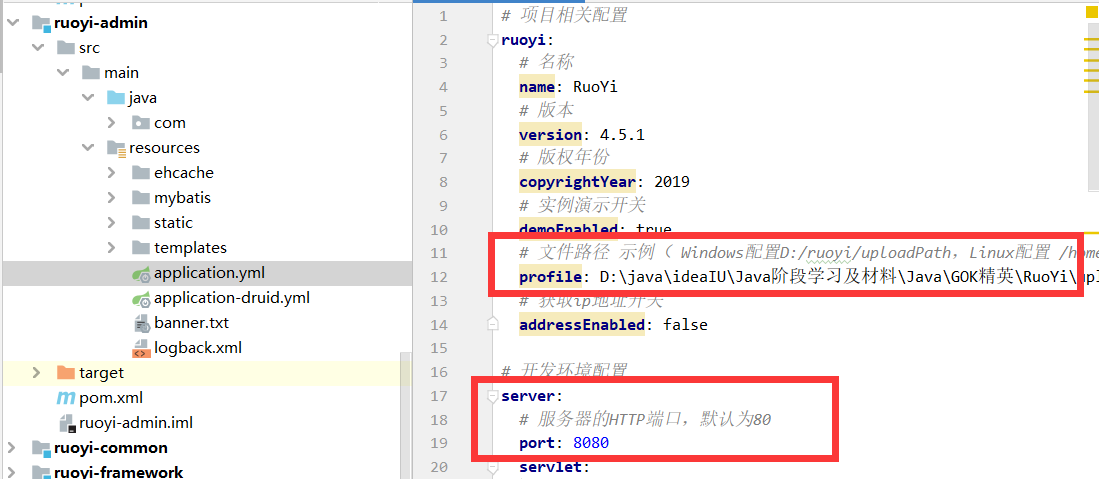 ruoyi-admin
src
main
java
com
resources
ehcache
mybatis
static
templates
application.yml
application-druid.yml
banner.txt
logback.xml
target
pom.xml
ruoyi-admin.iml
ruoyi-common
ruoyi-framework
1 # 项目相关配置
2 ruoyi:
3 # 名称
4 name: RuoYi
5 # 版本
6 version: 4.5.1
7 # 版权年份
8 copyrightYear: 2019
9 # 实例演示开关
10 demoEnabled: true
11 # 文件路径 示例（ Windows配置D:/ruoyi/uploadPath，Linux配置 /home
12 profile: D:\java\ideaIU\Java阶段学习及材料\Java\GOK精英\RuoYi\upl
13 # 获取ip地址开关
14 addressEnabled: false
15
16 # 开发环境配置
17 server:
18 # 服务器的HTTP端口，默认为80
19 port: 8080
20 servlet: